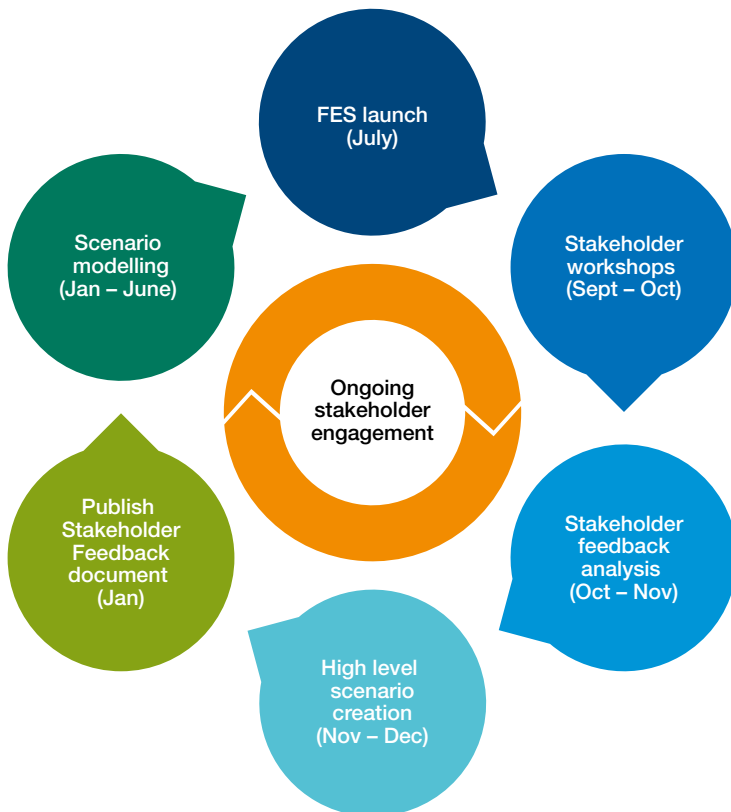 FES launch
(July)
Stakeholder
workshops
(Sept – Oct)
Stakeholder
feedback
analysis
(Oct – Nov)
High level
scenario
creation
(Nov – Dec)
Publish
Stakeholder
Feedback
document
(Jan)
Scenario
modelling
(Jan – June)
Ongoing
stakeholder
engagement